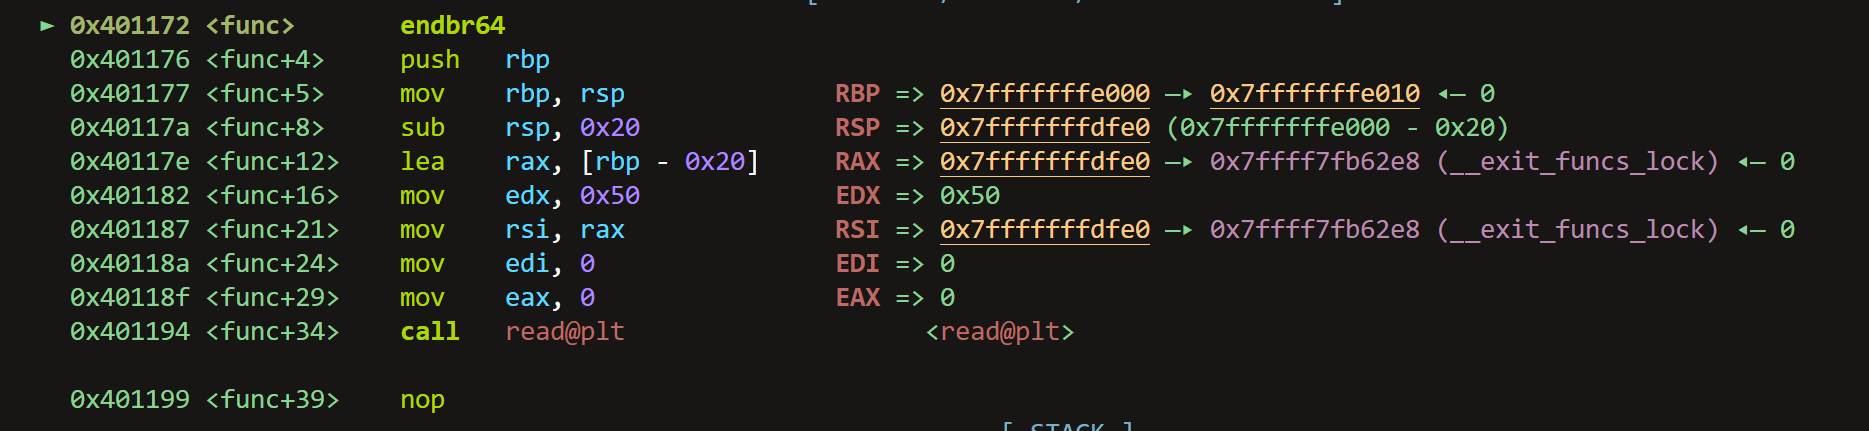 ► 0x401172 <func> endbr64
0x401176 <func+4> push rbp
0x401177 <func+5> mov rbp, rsp RBP => 0x7fffffffe000 —▸ 0x7fffffffe010 ◂— 0
0x40117a <func+8> sub rsp, 0x20 RSP => 0x7fffffffdfe0 (0x7fffffffe000 - 0x20)
0x40117e <func+12> lea rax, [rbp - 0x20] RAX => 0x7fffffffdfe0 —▸ 0x7ffff7fb62e8 (__exit_funcs_lock) ◂— 0
0x401182 <func+16> mov edx, 0x50 EDX => 0x50
0x401187 <func+21> mov rsi, rax RSI => 0x7fffffffdfe0 —▸ 0x7ffff7fb62e8 (__exit_funcs_lock) ◂— 0
0x40118a <func+24> mov edi, 0 EDI => 0
0x40118f <func+29> mov eax, 0 EAX => 0
0x401194 <func+34> call read@plt <read@plt>
0x401199 <func+39> nop
[ STACK ]